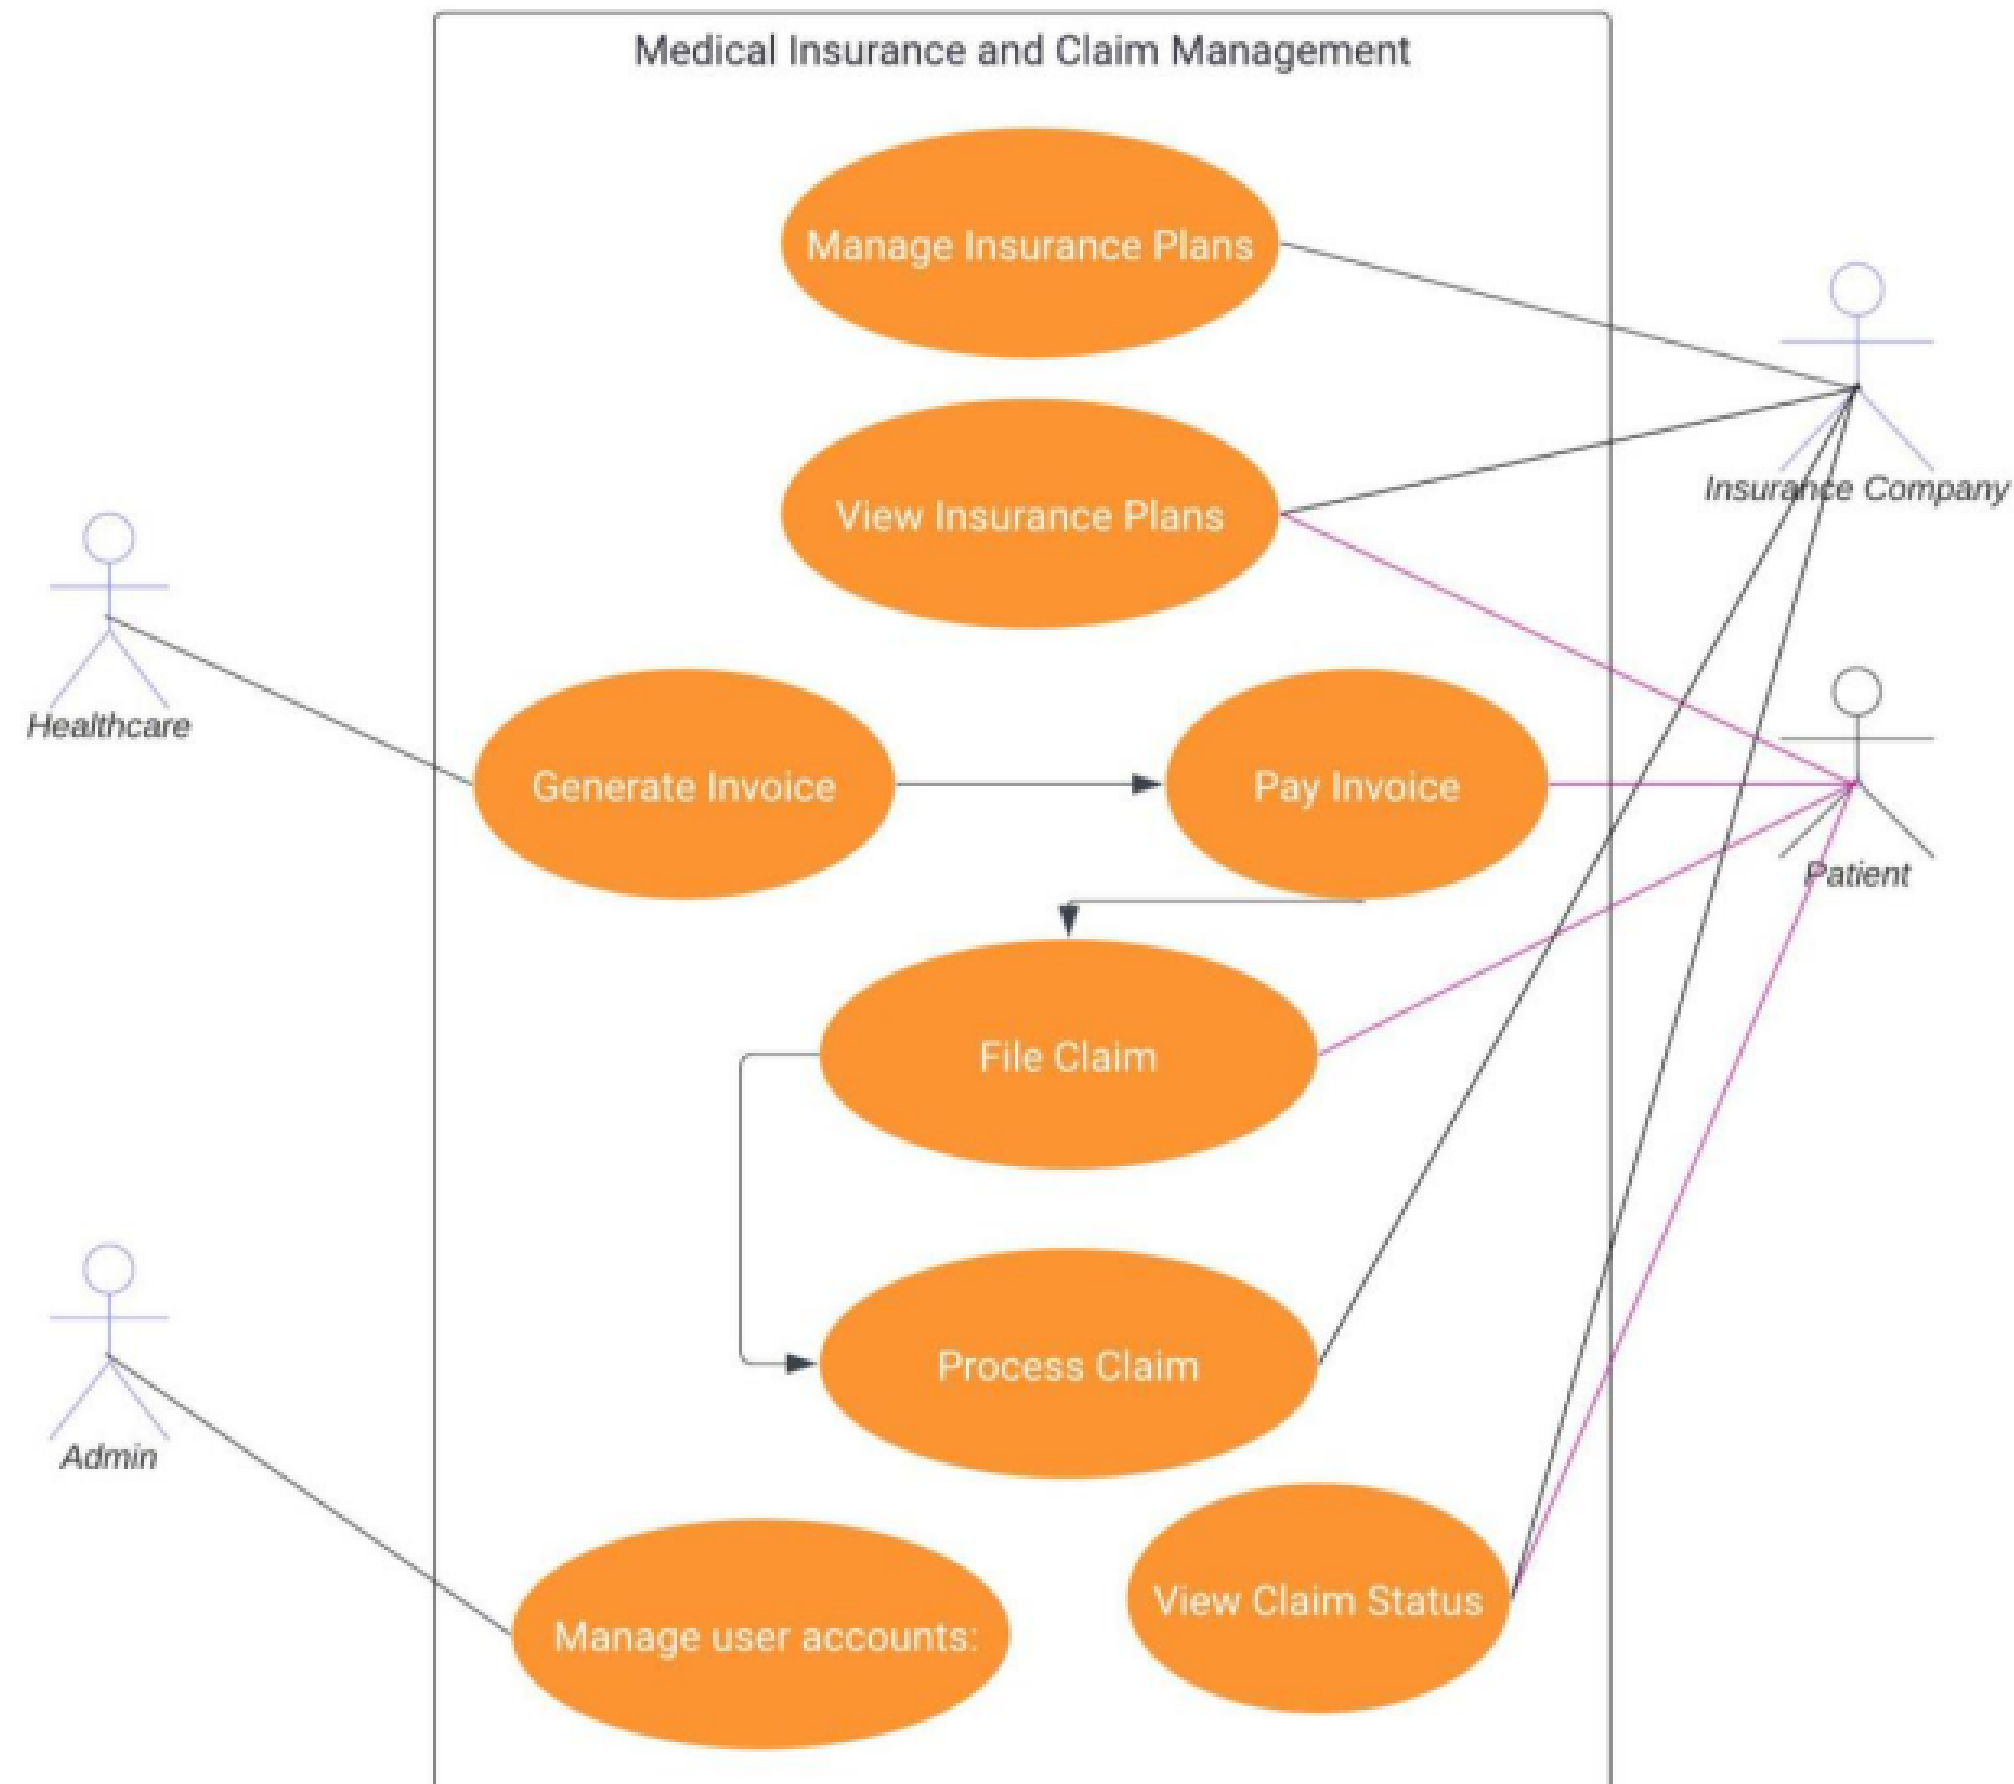 Medical Insurance and Claim Management
Manage Insurance Plans
Insurance Company
View Insurance Plans
Healthcare
Generate Invoice
Pay Invoice
Patient
File Claim
Process Claim
Admin
View Claim Status
Manage user accounts: